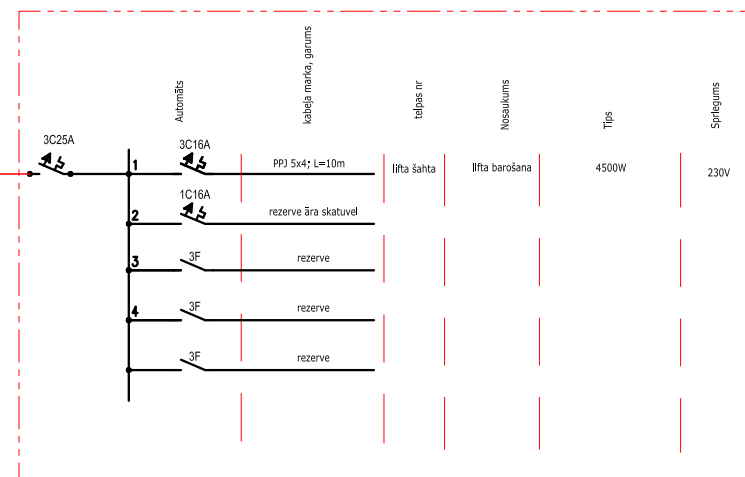 Automāts
kabeļa marka, garums
telpas nr
Nosaukums
Tips
Spriegums
3C25A
1
3C16A
PPJ 5x4; L=10m
lifta šahta
lifta barošana
4500W
230V
2
1C16A
rezerve āra skatuvei
3
3F
rezerve
4
3F
rezerve
3F
rezerve